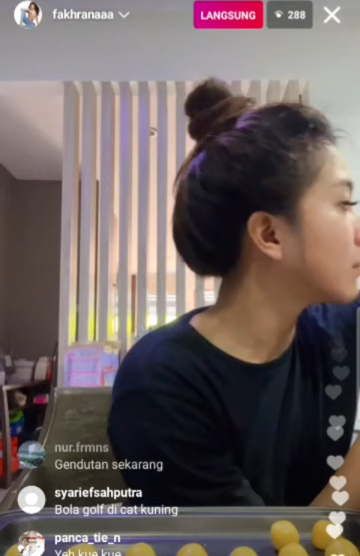 fakhranaaa
LANGSUNG
288
nur.frmns
Gendutan sekarang
syariefsahputra
Bola golf di cat kuning
panca_tie_n
Yeh kue kue